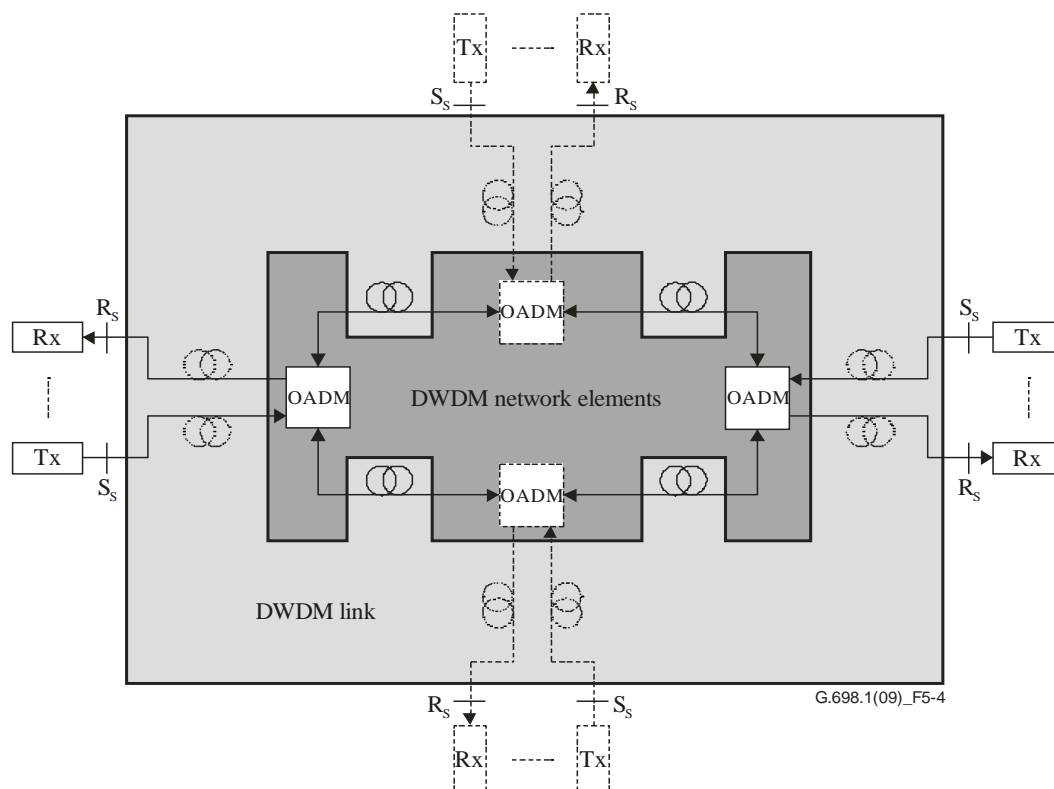 Tx Rx
S_S R_S
OADM
R_S S_S
Rx Tx
OADM DWDM network elements OADM
Tx Rx
S_S R_S
OADM
DWDM link
G.698.1(09)_F5-4
R_S S_S
Rx Tx